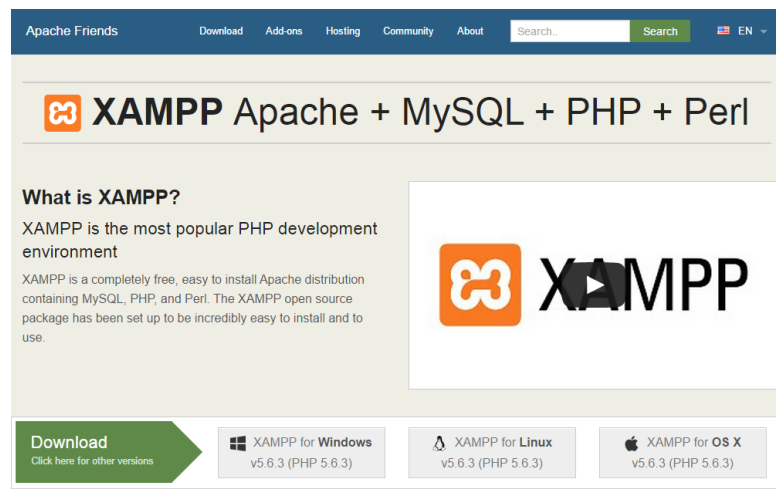 Apache Friends Download Add-ons Hosting Community About Search.. Search EN
XAMPP Apache + MySQL + PHP + Perl
What is XAMPP?
XAMPP is the most popular PHP development
environment
XAMPP is a completely free, easy to install Apache distribution
containing MySQL, PHP, and Perl. The XAMPP open source
package has been set up to be incredibly easy to install and to
use.
XAMPP
Download
Click here for other versions
XAMPP for Windows
v5.6.3 (PHP 5.6.3)
XAMPP for Linux
v5.6.3 (PHP 5.6.3)
XAMPP for OS X
v5.6.3 (PHP 5.6.3)